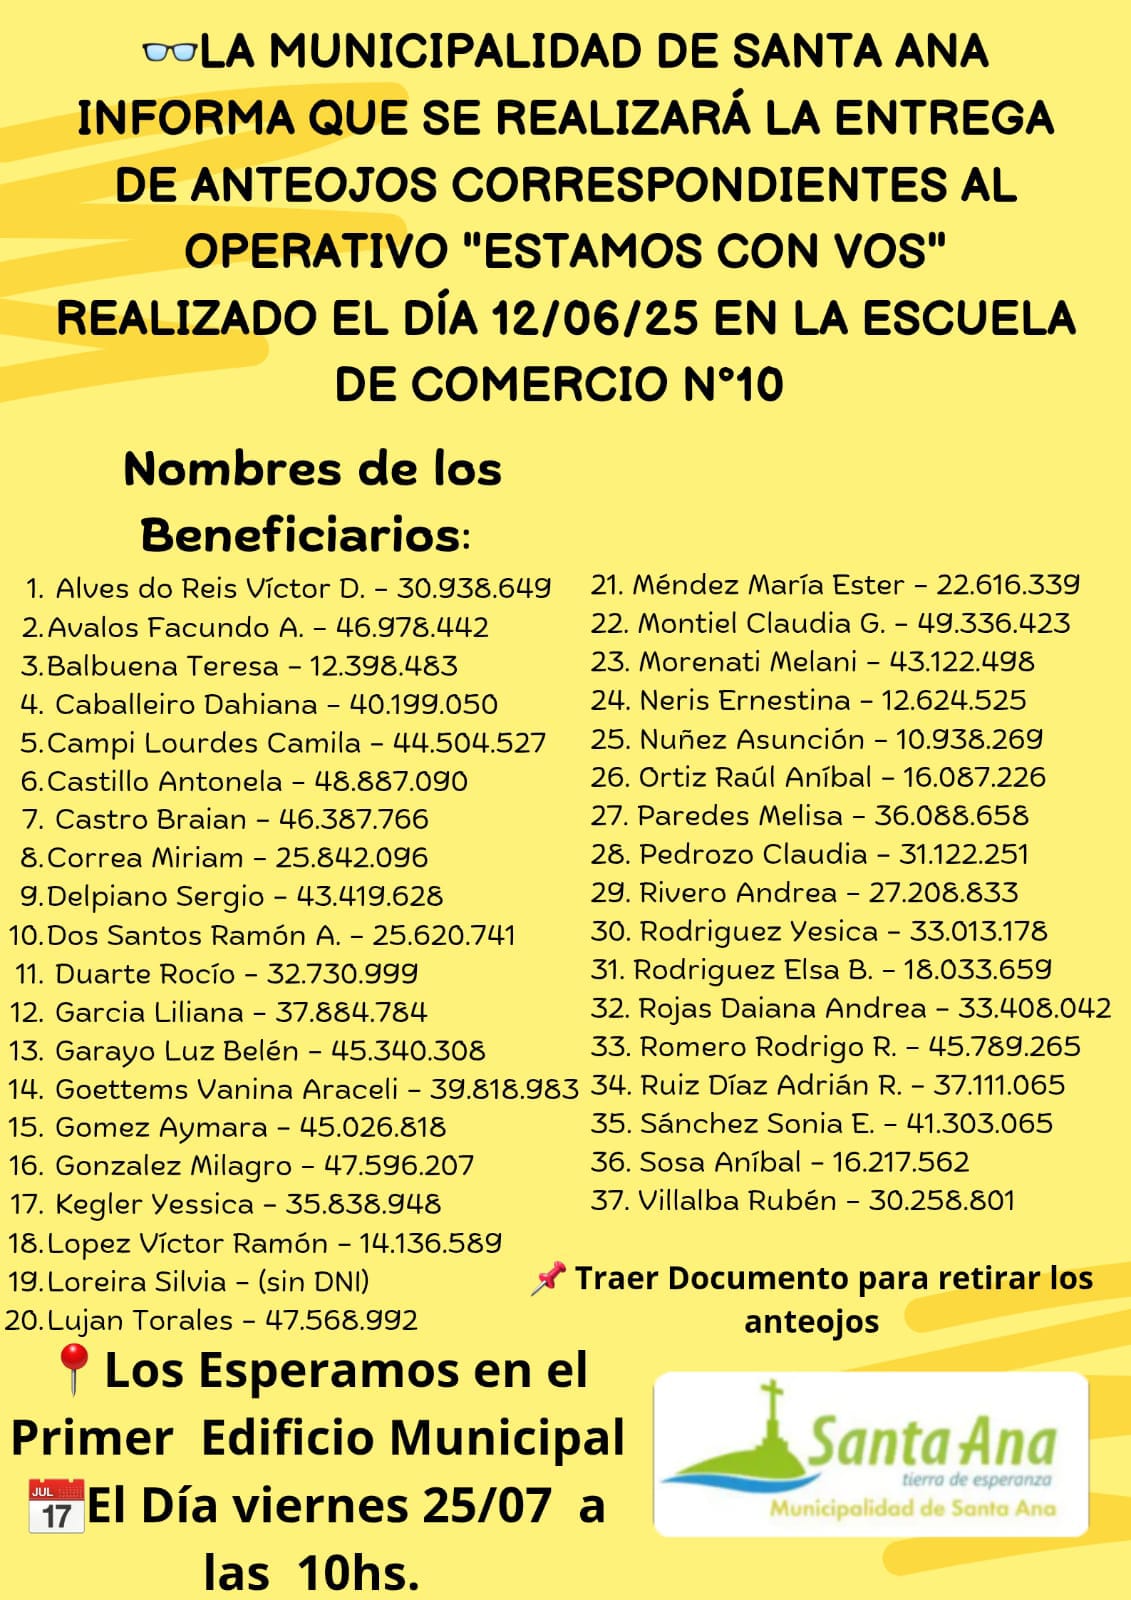 LA MUNICIPALIDAD DE SANTA ANA
INFORMA QUE SE REALIZARÁ LA ENTREGA
DE ANTEOJOS CORRESPONDIENTES AL
OPERATIVO "ESTAMOS CON VOS"
REALIZADO EL DÍA 12/06/25 EN LA ESCUELA
DE COMERCIO N°10
Nombres de los
Beneficiarios:
1. Alves do Reis Víctor D. – 30.938.649
2. Avalos Facundo A. – 46.978.442
3. Balbuena Teresa – 12.398.483
4. Caballeiro Dahiana – 40.199.050
5. Campi Lourdes Camila – 44.504.527
6. Castillo Antonela – 48.887.090
7. Castro Braian – 46.387.766
8. Correa Miriam – 25.842.096
9. Delpiano Sergio – 43.419.628
10. Dos Santos Ramón A. – 25.620.741
11. Duarte Rocío – 32.730.999
12. Garcia Liliana – 37.884.784
13. Garayo Luz Belén – 45.340.308
14. Goettems Vanina Araceli – 39.818.983
15. Gomez Aymara – 45.026.818
16. Gonzalez Milagro – 47.596.207
17. Kegler Yessica – 35.838.948
18. Lopez Víctor Ramón – 14.136.589
19. Loreira Silvia – (sin DNI)
20. Lujan Torales – 47.568.992
21. Méndez María Ester – 22.616.339
22. Montiel Claudia G. – 49.336.423
23. Morenati Melani – 43.122.498
24. Neris Ernestina – 12.624.525
25. Nuñez Asunción – 10.938.269
26. Ortiz Raúl Aníbal – 16.087.226
27. Paredes Melisa – 36.088.658
28. Pedrozo Claudia – 31.122.251
29. Rivero Andrea – 27.208.833
30. Rodriguez Yesica – 33.013.178
31. Rodriguez Elsa B. – 18.033.659
32. Rojas Daiana Andrea – 33.408.042
33. Romero Rodrigo R. – 45.789.265
34. Ruiz Díaz Adrián R. – 37.111.065
35. Sánchez Sonia E. – 41.303.065
36. Sosa Aníbal – 16.217.562
37. Villalba Rubén – 30.258.801
Traer Documento para retirar los
anteojos
Los Esperamos en el
Primer Edificio Municipal
JUL
17
El Día viernes 25/07 a
las 10hs.
Santa Ana
tierra de esperanza
Municipalidad de Santa Ana